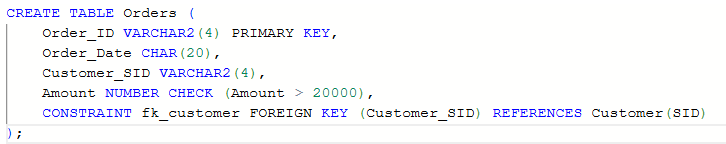 CREATE TABLE Orders (
    Order_ID VARCHAR2(4) PRIMARY KEY,
    Order_Date CHAR(20),
    Customer_SID VARCHAR2(4),
    Amount NUMBER CHECK (Amount > 20000),
    CONSTRAINT fk_customer FOREIGN KEY (Customer_SID) REFERENCES Customer(SID)
);